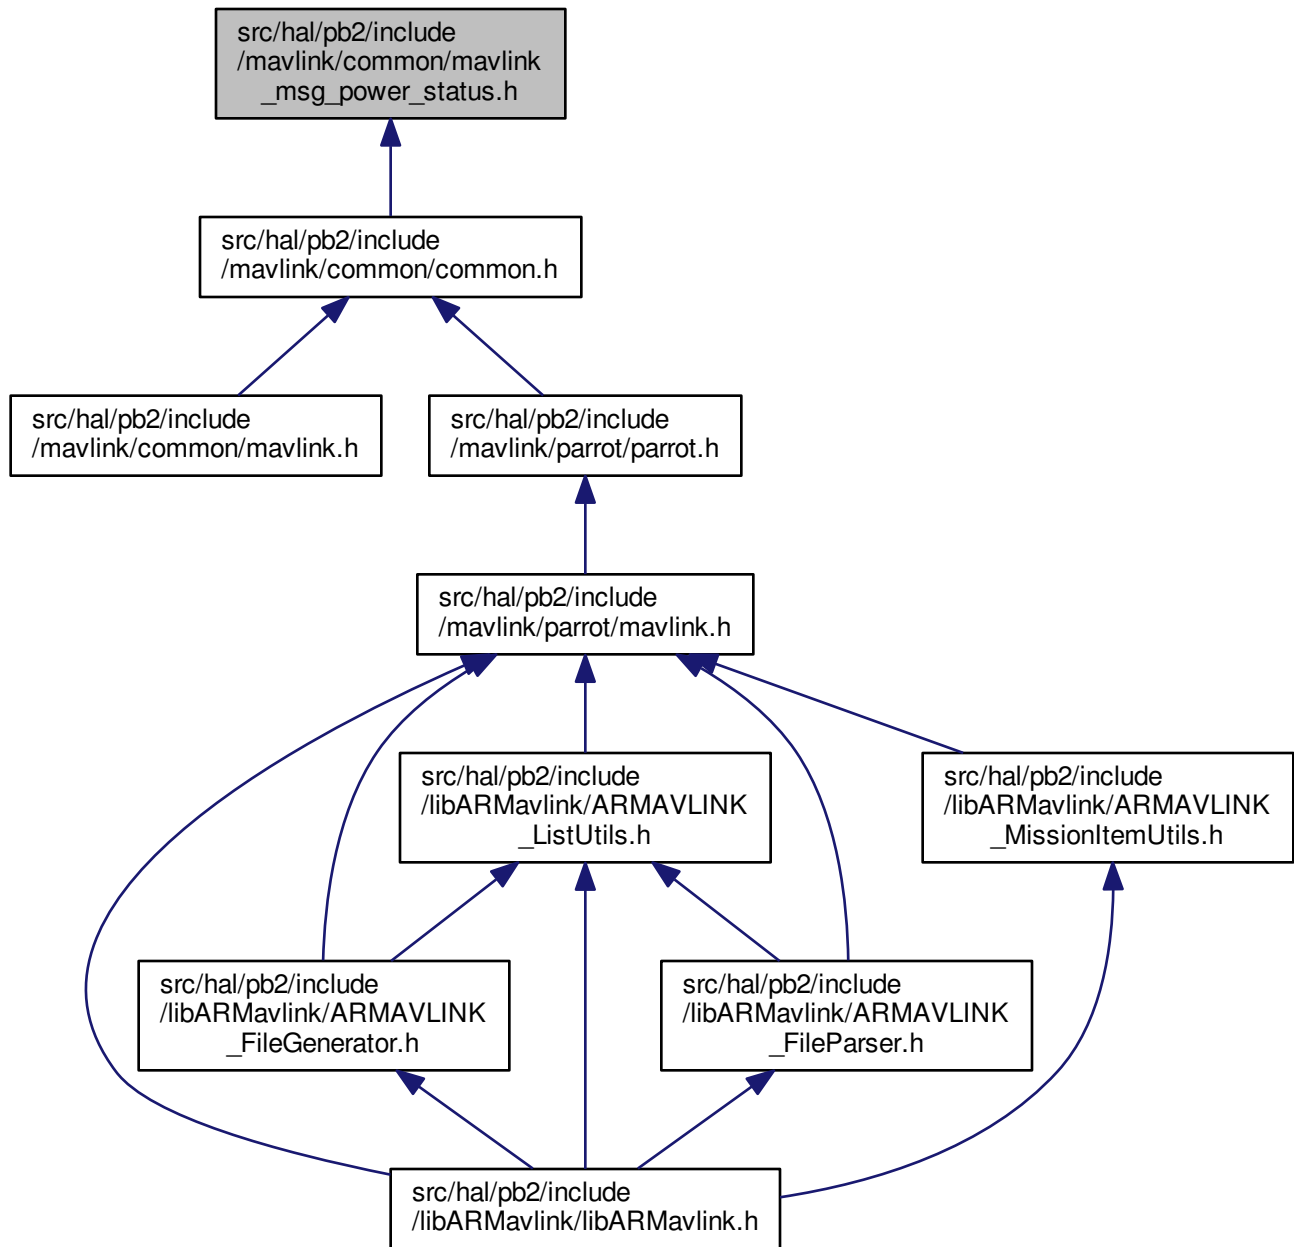 src/hal/pb2/include
/mavlink/common/mavlink
_msg_power_status.h
src/hal/pb2/include
/mavlink/common/common.h
src/hal/pb2/include
/mavlink/common/mavlink.h
src/hal/pb2/include
/mavlink/parrot/parrot.h
src/hal/pb2/include
/mavlink/parrot/mavlink.h
src/hal/pb2/include
/libARMavlink/ARMAVLINK
_ListUtils.h
src/hal/pb2/include
/libARMavlink/ARMAVLINK
_MissionItemUtils.h
src/hal/pb2/include
/libARMavlink/ARMAVLINK
_FileGenerator.h
src/hal/pb2/include
/libARMavlink/ARMAVLINK
_FileParser.h
src/hal/pb2/include
/libARMavlink/libARMavlink.h